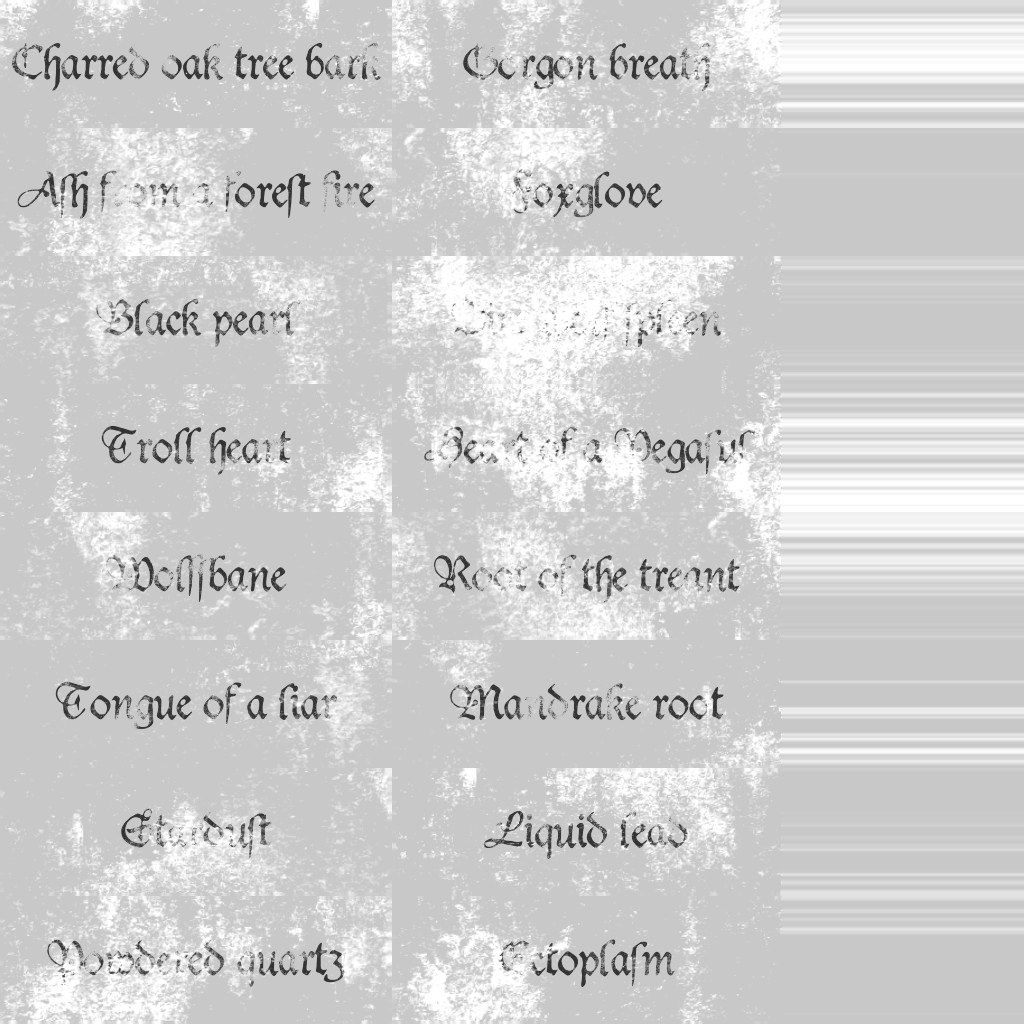 Charred oak tree bark
Gorgon breath
Aſh from a foreſt fire
Foxglove
Black pearl
ſpleen
Troll heart
Heart of a Pegaſuſ
Wolfſbane
Root of the treant
Tongue of a liar
Mandrake root
Starduſt
Liquid lead
Powdered quartz
Ectoplaſm